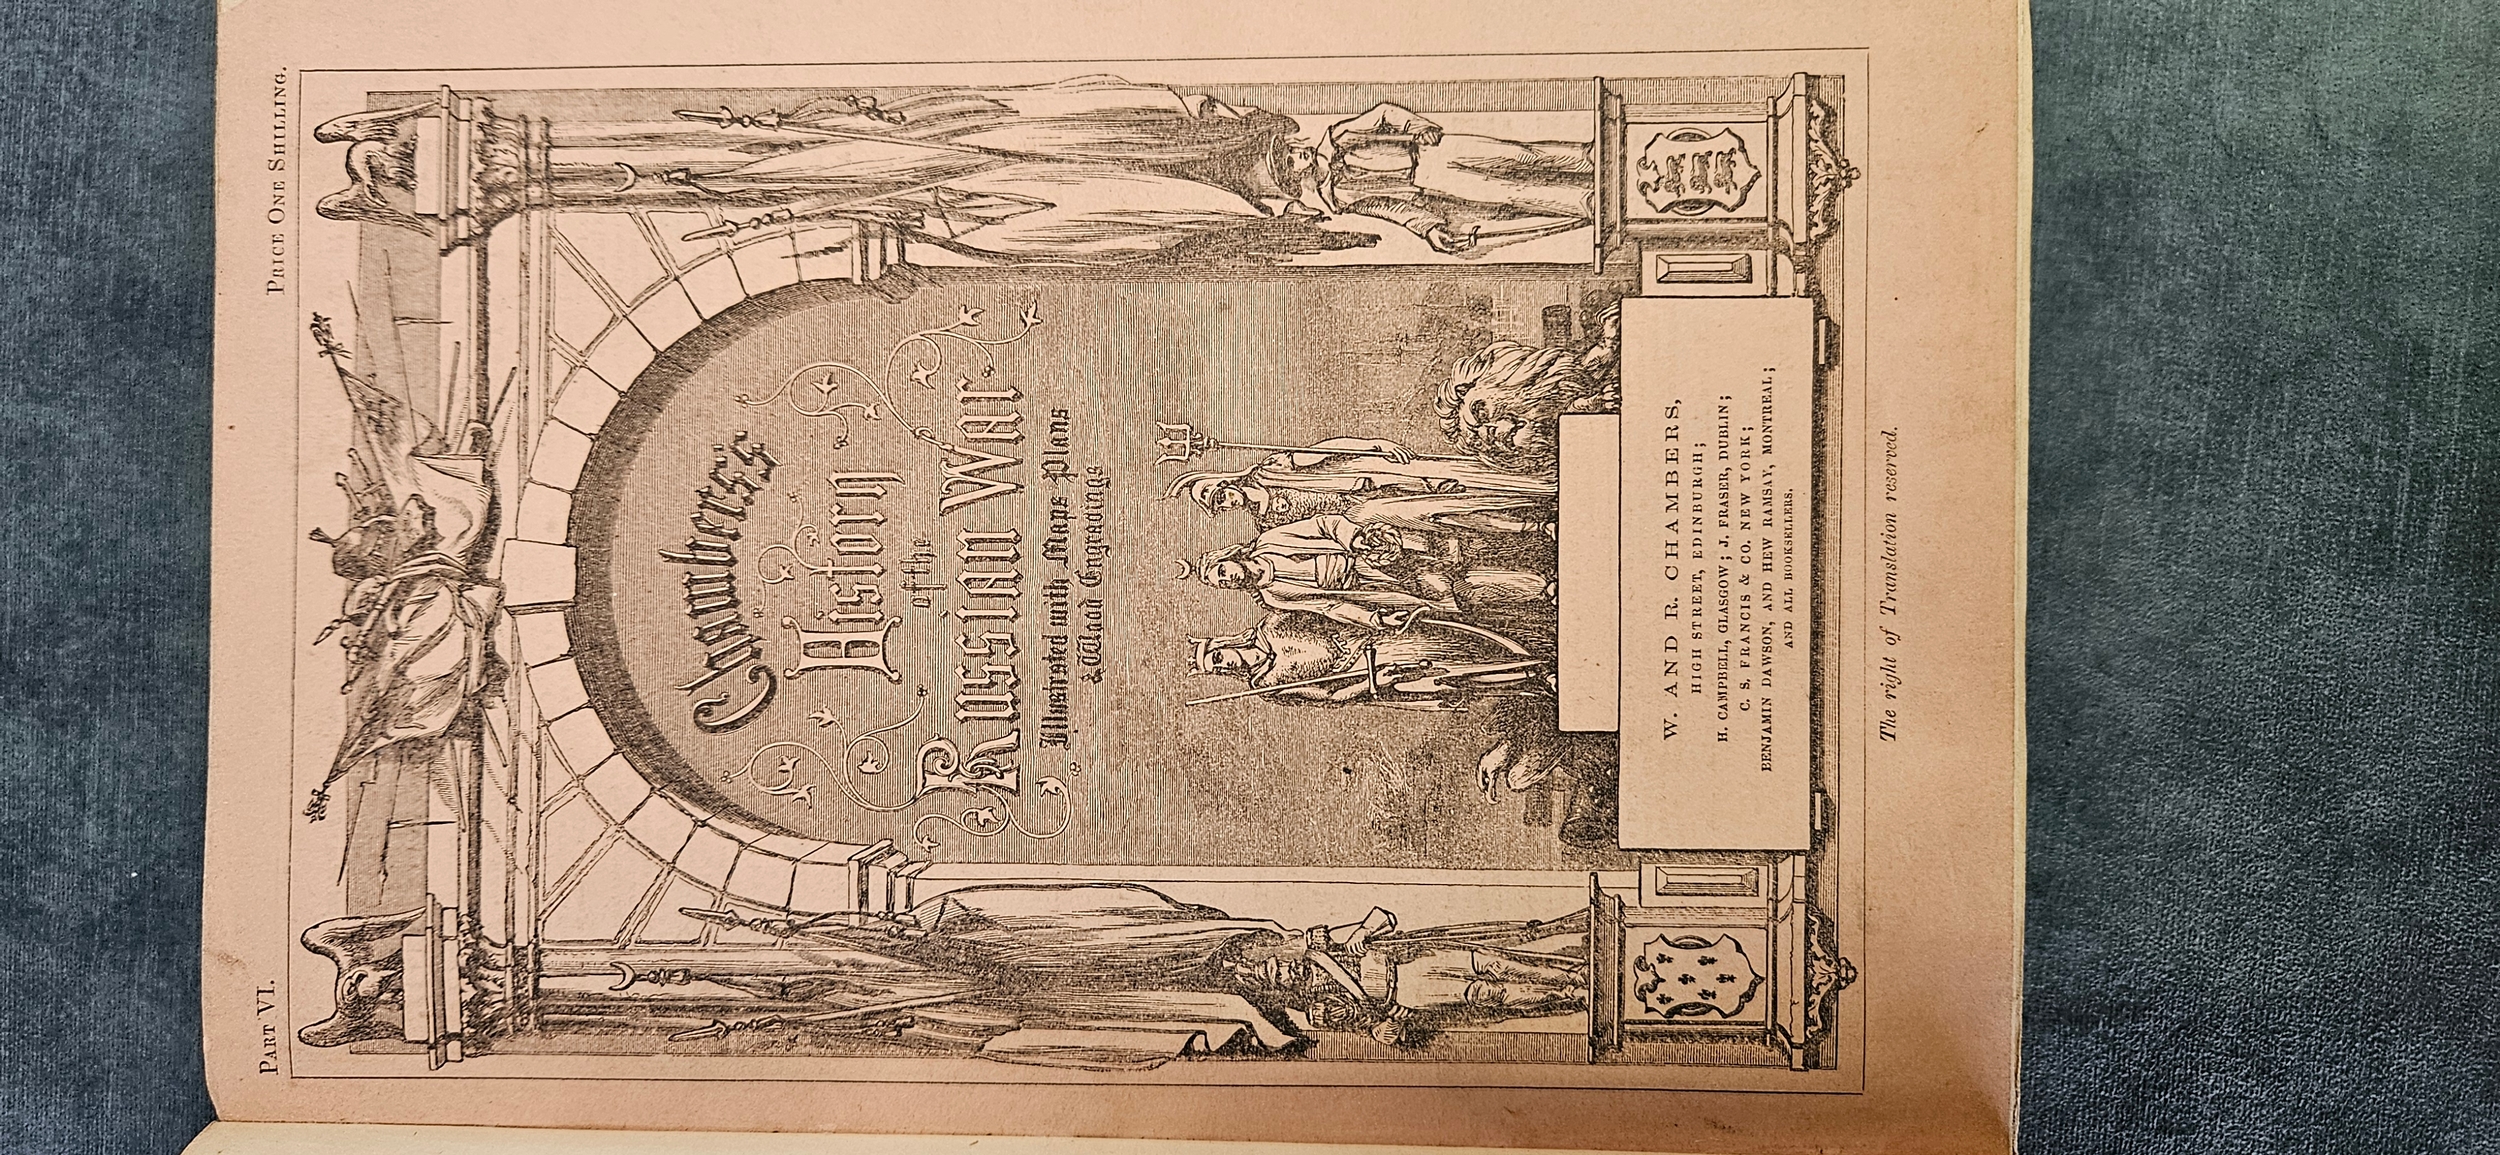 PART VI.
PRICE ONE SHILLING.
Chambers's
History
of the
Russian War
Illustrated with Maps Plans
& Wood Engravings
W. AND R. CHAMBERS,
HIGH STREET, EDINBURGH;
H. CAMPBELL, GLASGOW; J. FRASER, DUBLIN;
C. S. FRANCIS & CO. NEW YORK;
BENJAMIN DAWSON, AND HEW RAMSAY, MONTREAL;
AND ALL BOOKSELLERS.
The right of Translation reserved.